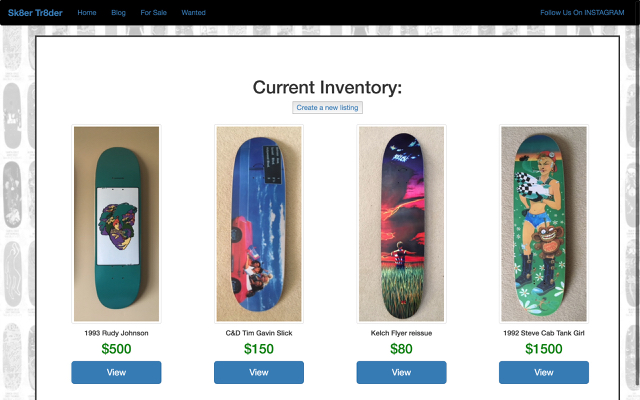 Sk8er Tr8der Home Blog For Sale Wanted Follow Us On INSTAGRAM
Current Inventory:
Create a new listing
1993 Rudy Johnson
$500
View
C&D Tim Gavin Slick
$150
View
Kelch Flyer reissue
$80
View
1992 Steve Cab Tank Girl
$1500
View